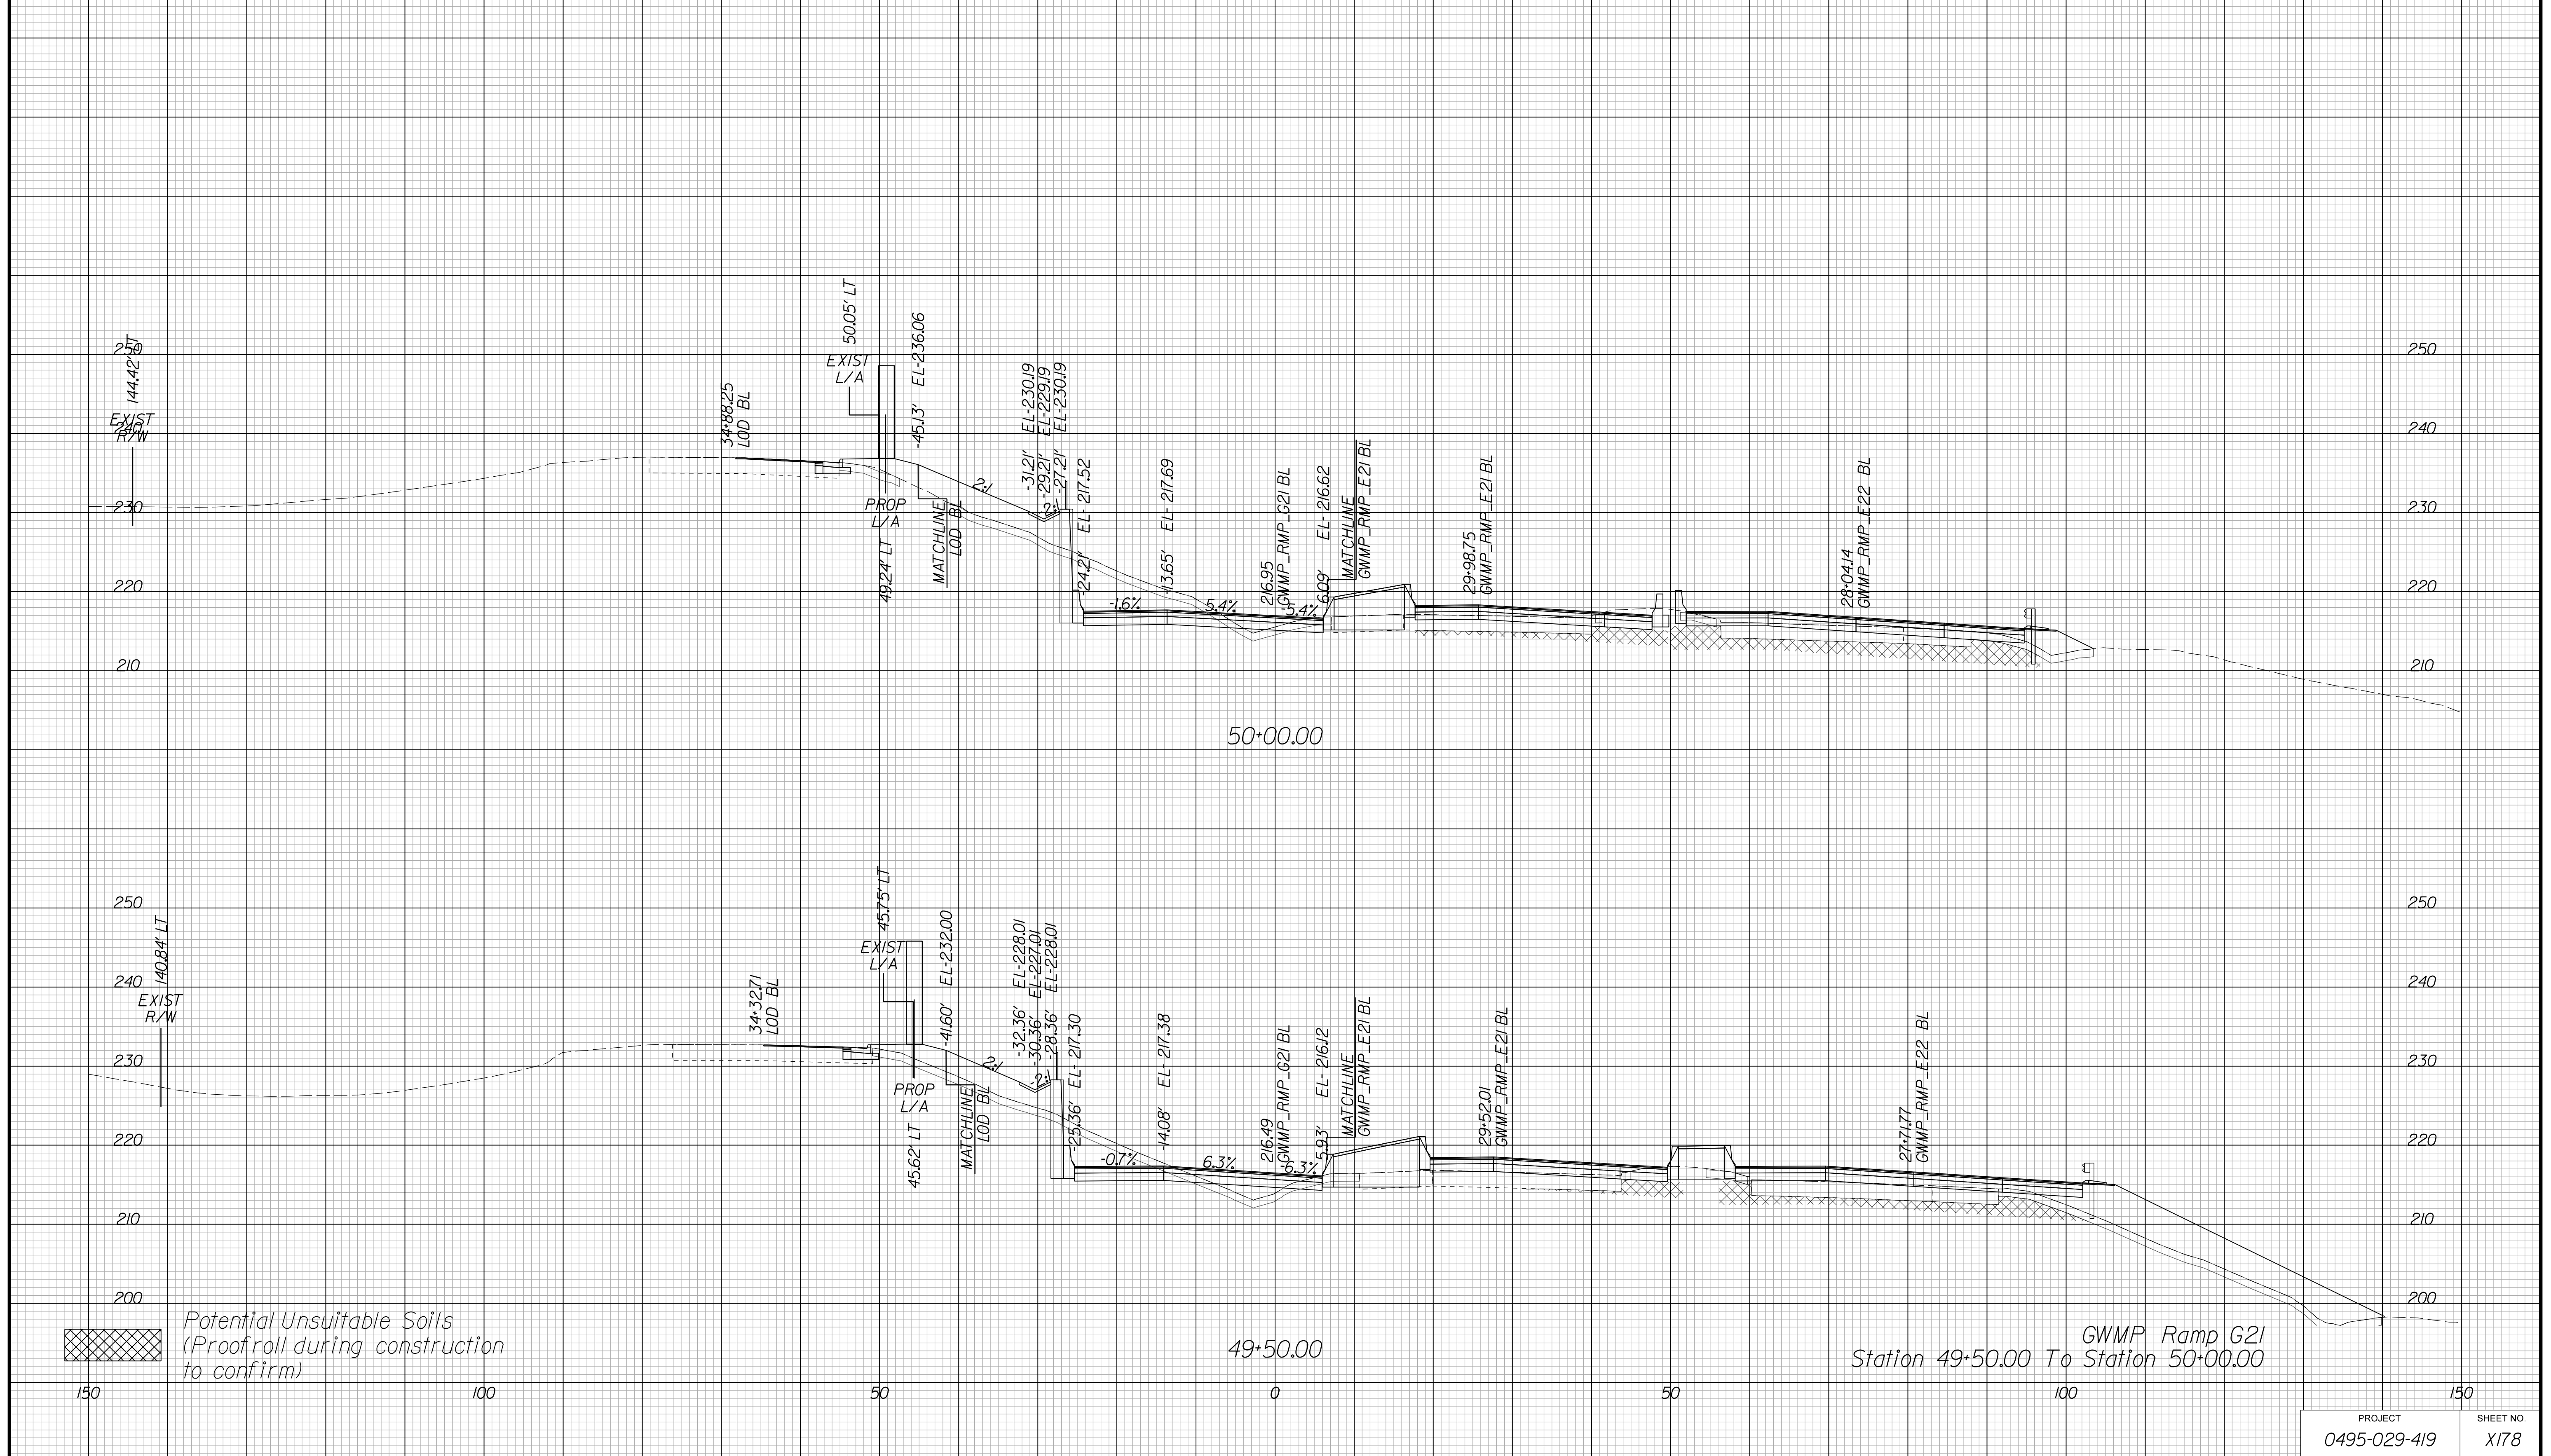 50.05' LT
EXIST
L/A
-45.13' EL-236.06
250
144.42' LT
EXIST
R/W
240
34+88.25
LOD BL
-31.21' EL-230.19
-29.21' EL-229.19
-27.21' EL-230.19
-24.21' EL- 217.52
-13.65' EL- 217.69
216.95
GWMP_RMP_G21 BL
6.09' EL- 216.62
MATCHLINE
GWMP_RMP_E21 BL
29+98.75
GWMP_RMP_E21 BL
28+04.14
GWMP_RMP_E22 BL
250
240
2:1
-2:1
PROP
L/A
49.24' LT
MATCHLINE
LOD BL
230
230
220
-1.6%
5.4%
-5.4%
220
210
210
50+00.00
45.75' LT
EXIST
L/A
-41.60' EL-232.00
250
250
140.84' LT
EXIST
R/W
240
240
34+32.71
LOD BL
-32.36' EL-228.01
-30.36' EL-227.01
-28.36' EL-228.01
-25.36' EL- 217.30
-14.08' EL- 217.38
216.49
GWMP_RMP_G21 BL
5.93' EL- 216.12
MATCHLINE
GWMP_RMP_E21 BL
29+52.01
GWMP_RMP_E21 BL
27+71.77
GWMP_RMP_E22 BL
230
230
2:1
-2:1
PROP
L/A
45.62' LT
MATCHLINE
LOD BL
220
220
-0.7%
6.3%
-6.3%
210
210
200
200
Potential Unsuitable Soils
(Proofroll during construction
to confirm)
49+50.00
GWMP Ramp G21
Station 49+50.00 To Station 50+00.00
150 100 50 0 50 100 150
PROJECT SHEET NO.
0495-029-419 X178